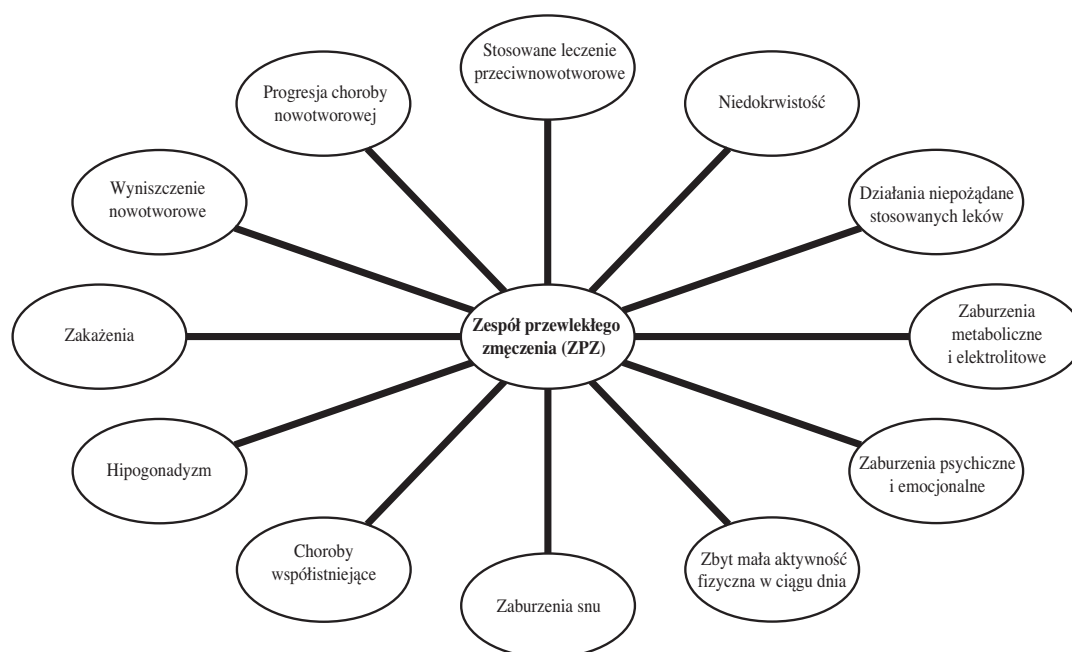 Stosowane leczenie
przeciwnowotworowe
Niedokrwistość
Działania niepożądane
stosowanych leków
Zaburzenia
metaboliczne
i elektrolitowe
Zaburzenia psychiczne
i emocjonalne
Zbyt mała aktywność
fizyczna w ciągu dnia
Zaburzenia snu
Choroby
współistniejące
Hipogonadyzm
Zakażenia
Wyniszczenie
nowotworowe
Progresja choroby
nowotworowej
Zespół przewlekłego
zmęczenia (ZPZ)